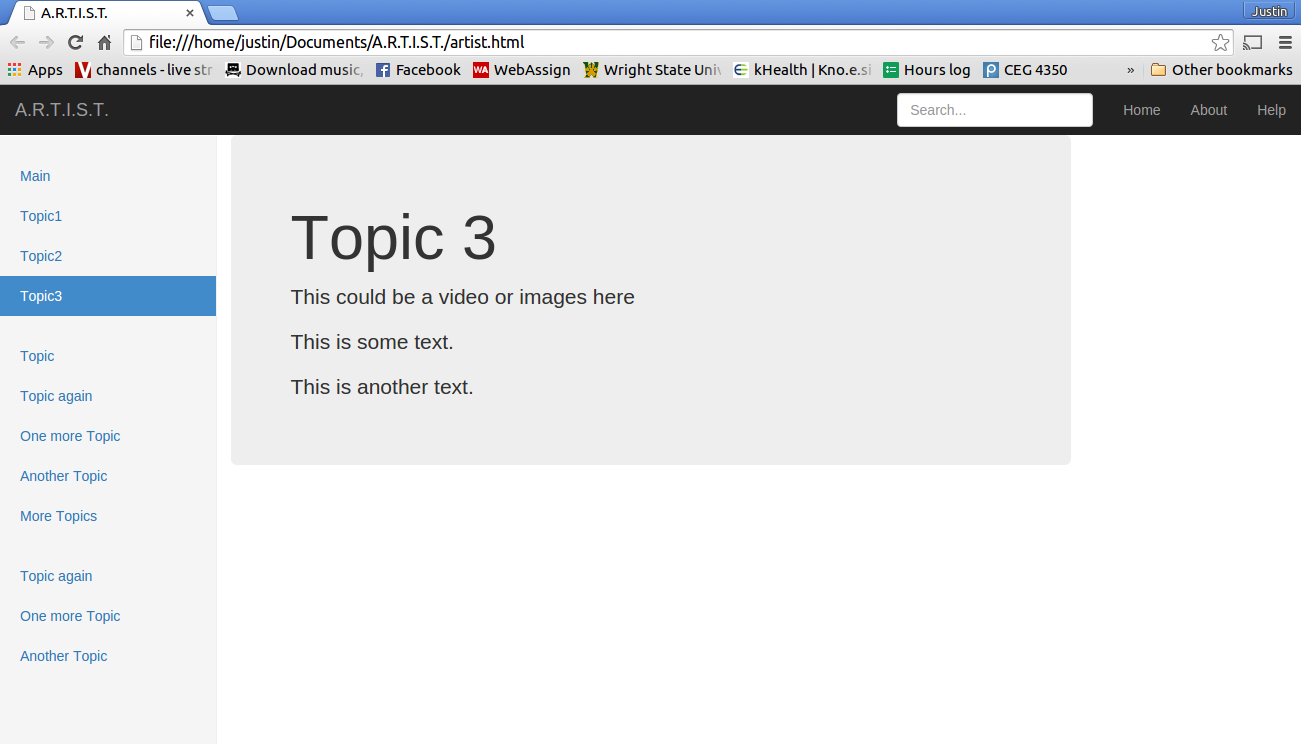 A.R.T.I.S.T.
Justin
file:///home/justin/Documents/A.R.T.I.S.T./artist.html
Apps channels - live str Download music, Facebook WebAssign Wright State Univ kHealth | Kno.e.si Hours log CEG 4350 » Other bookmarks
A.R.T.I.S.T. Search... Home About Help
Main
Topic1
Topic2
Topic3
Topic
Topic again
One more Topic
Another Topic
More Topics
Topic again
One more Topic
Another Topic
Topic 3
This could be a video or images here
This is some text.
This is another text.